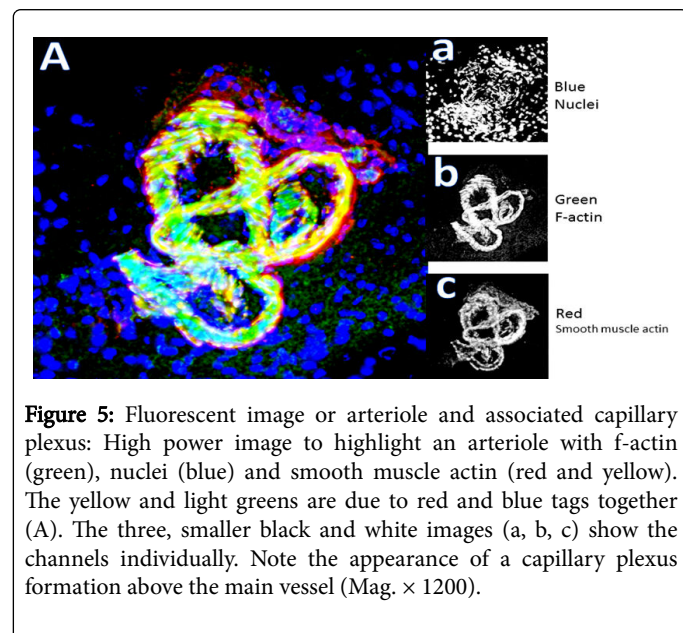 A
a
Blue
Nuclei
b
Green
F-actin
c
Red
Smooth muscle actin
Figure 5: Fluorescent image or arteriole and associated capillary
plexus: High power image to highlight an arteriole with f-actin
(green), nuclei (blue) and smooth muscle actin (red and yellow).
The yellow and light greens are due to red and blue tags together
(A). The three, smaller black and white images (a, b, c) show the
channels individually. Note the appearance of a capillary plexus
formation above the main vessel (Mag. × 1200).